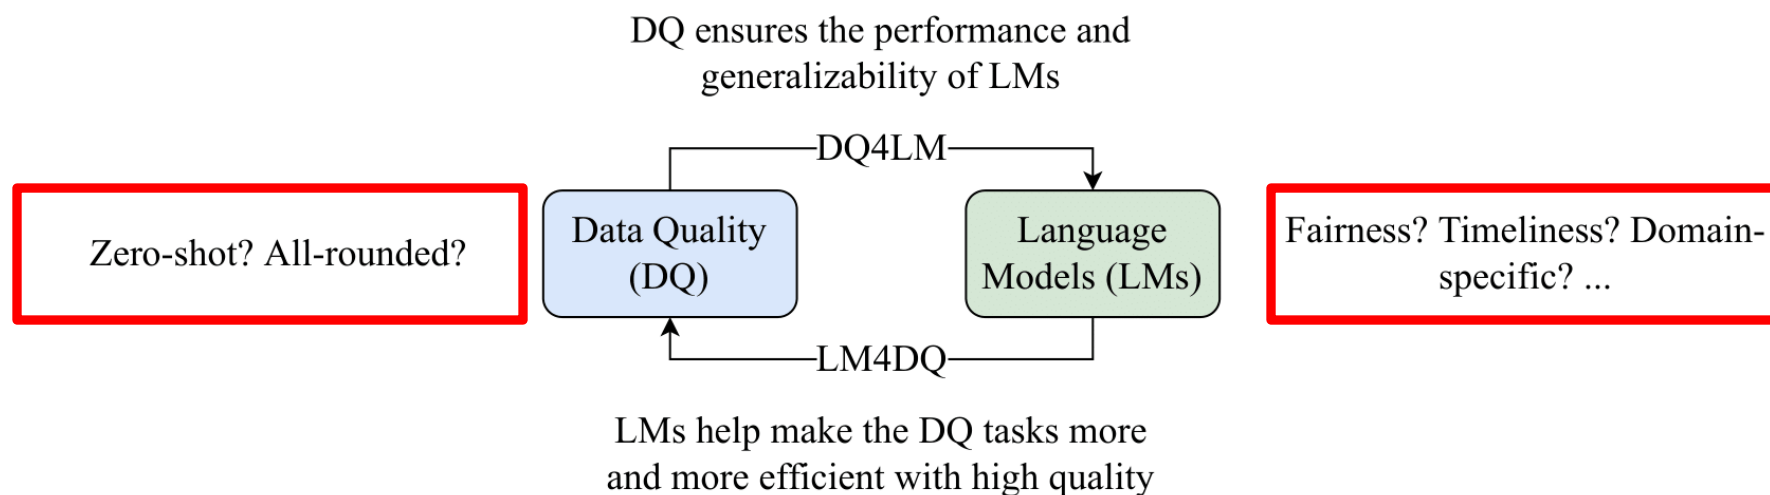 DQ ensures the performance and
generalizability of LMs
DQ4LM
Zero-shot? All-rounded?
Data Quality
(DQ)
Language
Models (LMs)
Fairness? Timeliness? Domain-
specific? ...
LM4DQ
LMs help make the DQ tasks more
and more efficient with high quality